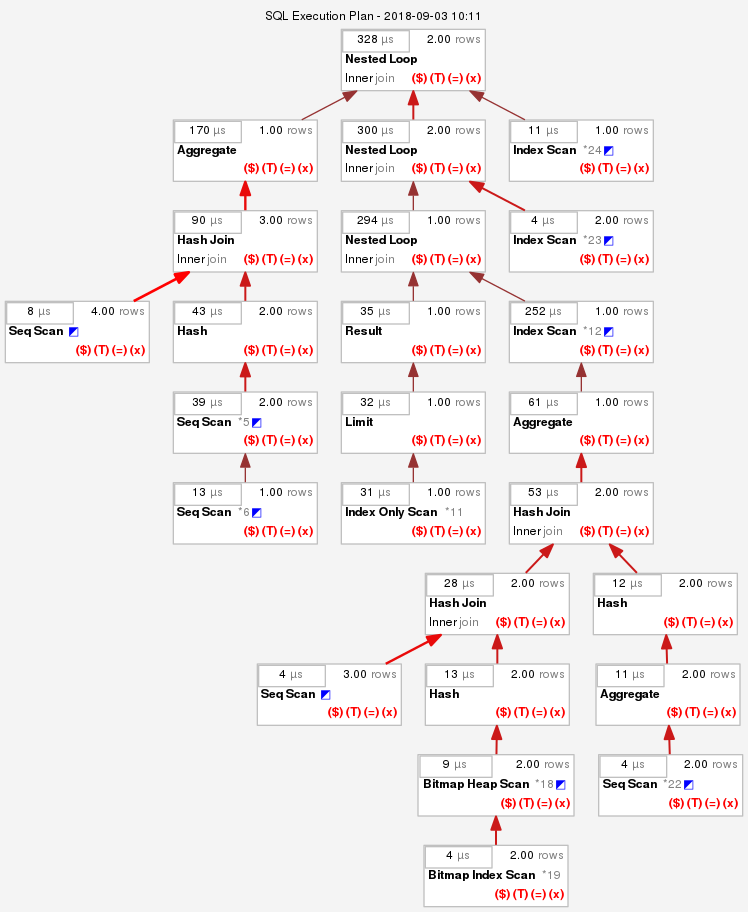 SQL Execution Plan - 2018-09-03 10:11
328 µs 2.00 rows
Nested Loop
Inner join ($) (T) (=) (x)
170 µs 1.00 rows
Aggregate
($) (T) (=) (x)
300 µs 2.00 rows
Nested Loop
Inner join ($) (T) (=) (x)
11 µs 1.00 rows
Index Scan *24
($) (T) (=) (x)
90 µs 3.00 rows
Hash Join
Inner join ($) (T) (=) (x)
294 µs 1.00 rows
Nested Loop
Inner join ($) (T) (=) (x)
4 µs 2.00 rows
Index Scan *23
($) (T) (=) (x)
8 µs 4.00 rows
Seq Scan
($) (T) (=) (x)
43 µs 2.00 rows
Hash
($) (T) (=) (x)
35 µs 1.00 rows
Result
($) (T) (=) (x)
252 µs 1.00 rows
Index Scan *12
($) (T) (=) (x)
39 µs 2.00 rows
Seq Scan *5
($) (T) (=) (x)
32 µs 1.00 rows
Limit
($) (T) (=) (x)
61 µs 1.00 rows
Aggregate
($) (T) (=) (x)
13 µs 1.00 rows
Seq Scan *6
($) (T) (=) (x)
31 µs 1.00 rows
Index Only Scan *11
($) (T) (=) (x)
53 µs 2.00 rows
Hash Join
Inner join ($) (T) (=) (x)
28 µs 2.00 rows
Hash Join
Inner join ($) (T) (=) (x)
12 µs 2.00 rows
Hash
($) (T) (=) (x)
4 µs 3.00 rows
Seq Scan
($) (T) (=) (x)
13 µs 2.00 rows
Hash
($) (T) (=) (x)
11 µs 2.00 rows
Aggregate
($) (T) (=) (x)
9 µs 2.00 rows
Bitmap Heap Scan *18
($) (T) (=) (x)
4 µs 2.00 rows
Seq Scan *22
($) (T) (=) (x)
4 µs 2.00 rows
Bitmap Index Scan *19
($) (T) (=) (x)